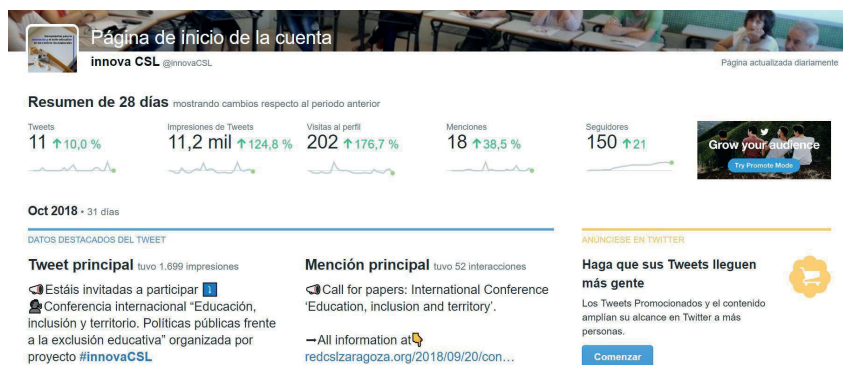 Página de inicio de la cuenta
innova CSL @innovaCSL
Página actualizada diariamente
Resumen de 28 días mostrando cambios respecto al periodo anterior
Tweets
11 ↑10,0 %
Impresiones de Tweets
11,2 mil ↑124,8 %
Visitas al perfil
202 ↑176,7 %
Menciones
18 ↑38,5 %
Seguidores
150 ↑21
Grow your audience
Try Promote Mode
Oct 2018 • 31 días
DATOS DESTACADOS DEL TWEET
Tweet principal tuvo 1.699 impresiones
Estáis invitadas a participar
Conferencia internacional “Educación,
inclusión y territorio. Políticas públicas frente
a la exclusión educativa” organizada por
proyecto #innovaCSL
Mención principal tuvo 52 interacciones
Call for papers: International Conference
'Education, inclusion and territory'.
→All information at
redcslzaragoza.org/2018/09/20/con…
ANUNCIESE EN TWITTER
Haga que sus Tweets lleguen
más gente
Los Tweets Promocionados y el contenido
amplían su alcance en Twitter a más
personas.
Comenzar